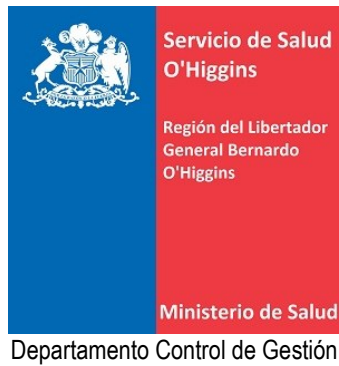 Servicio de Salud
O'Higgins
Región del Libertador
General Bernardo
O'Higgins
Ministerio de Salud
Departamento Control de Gestión